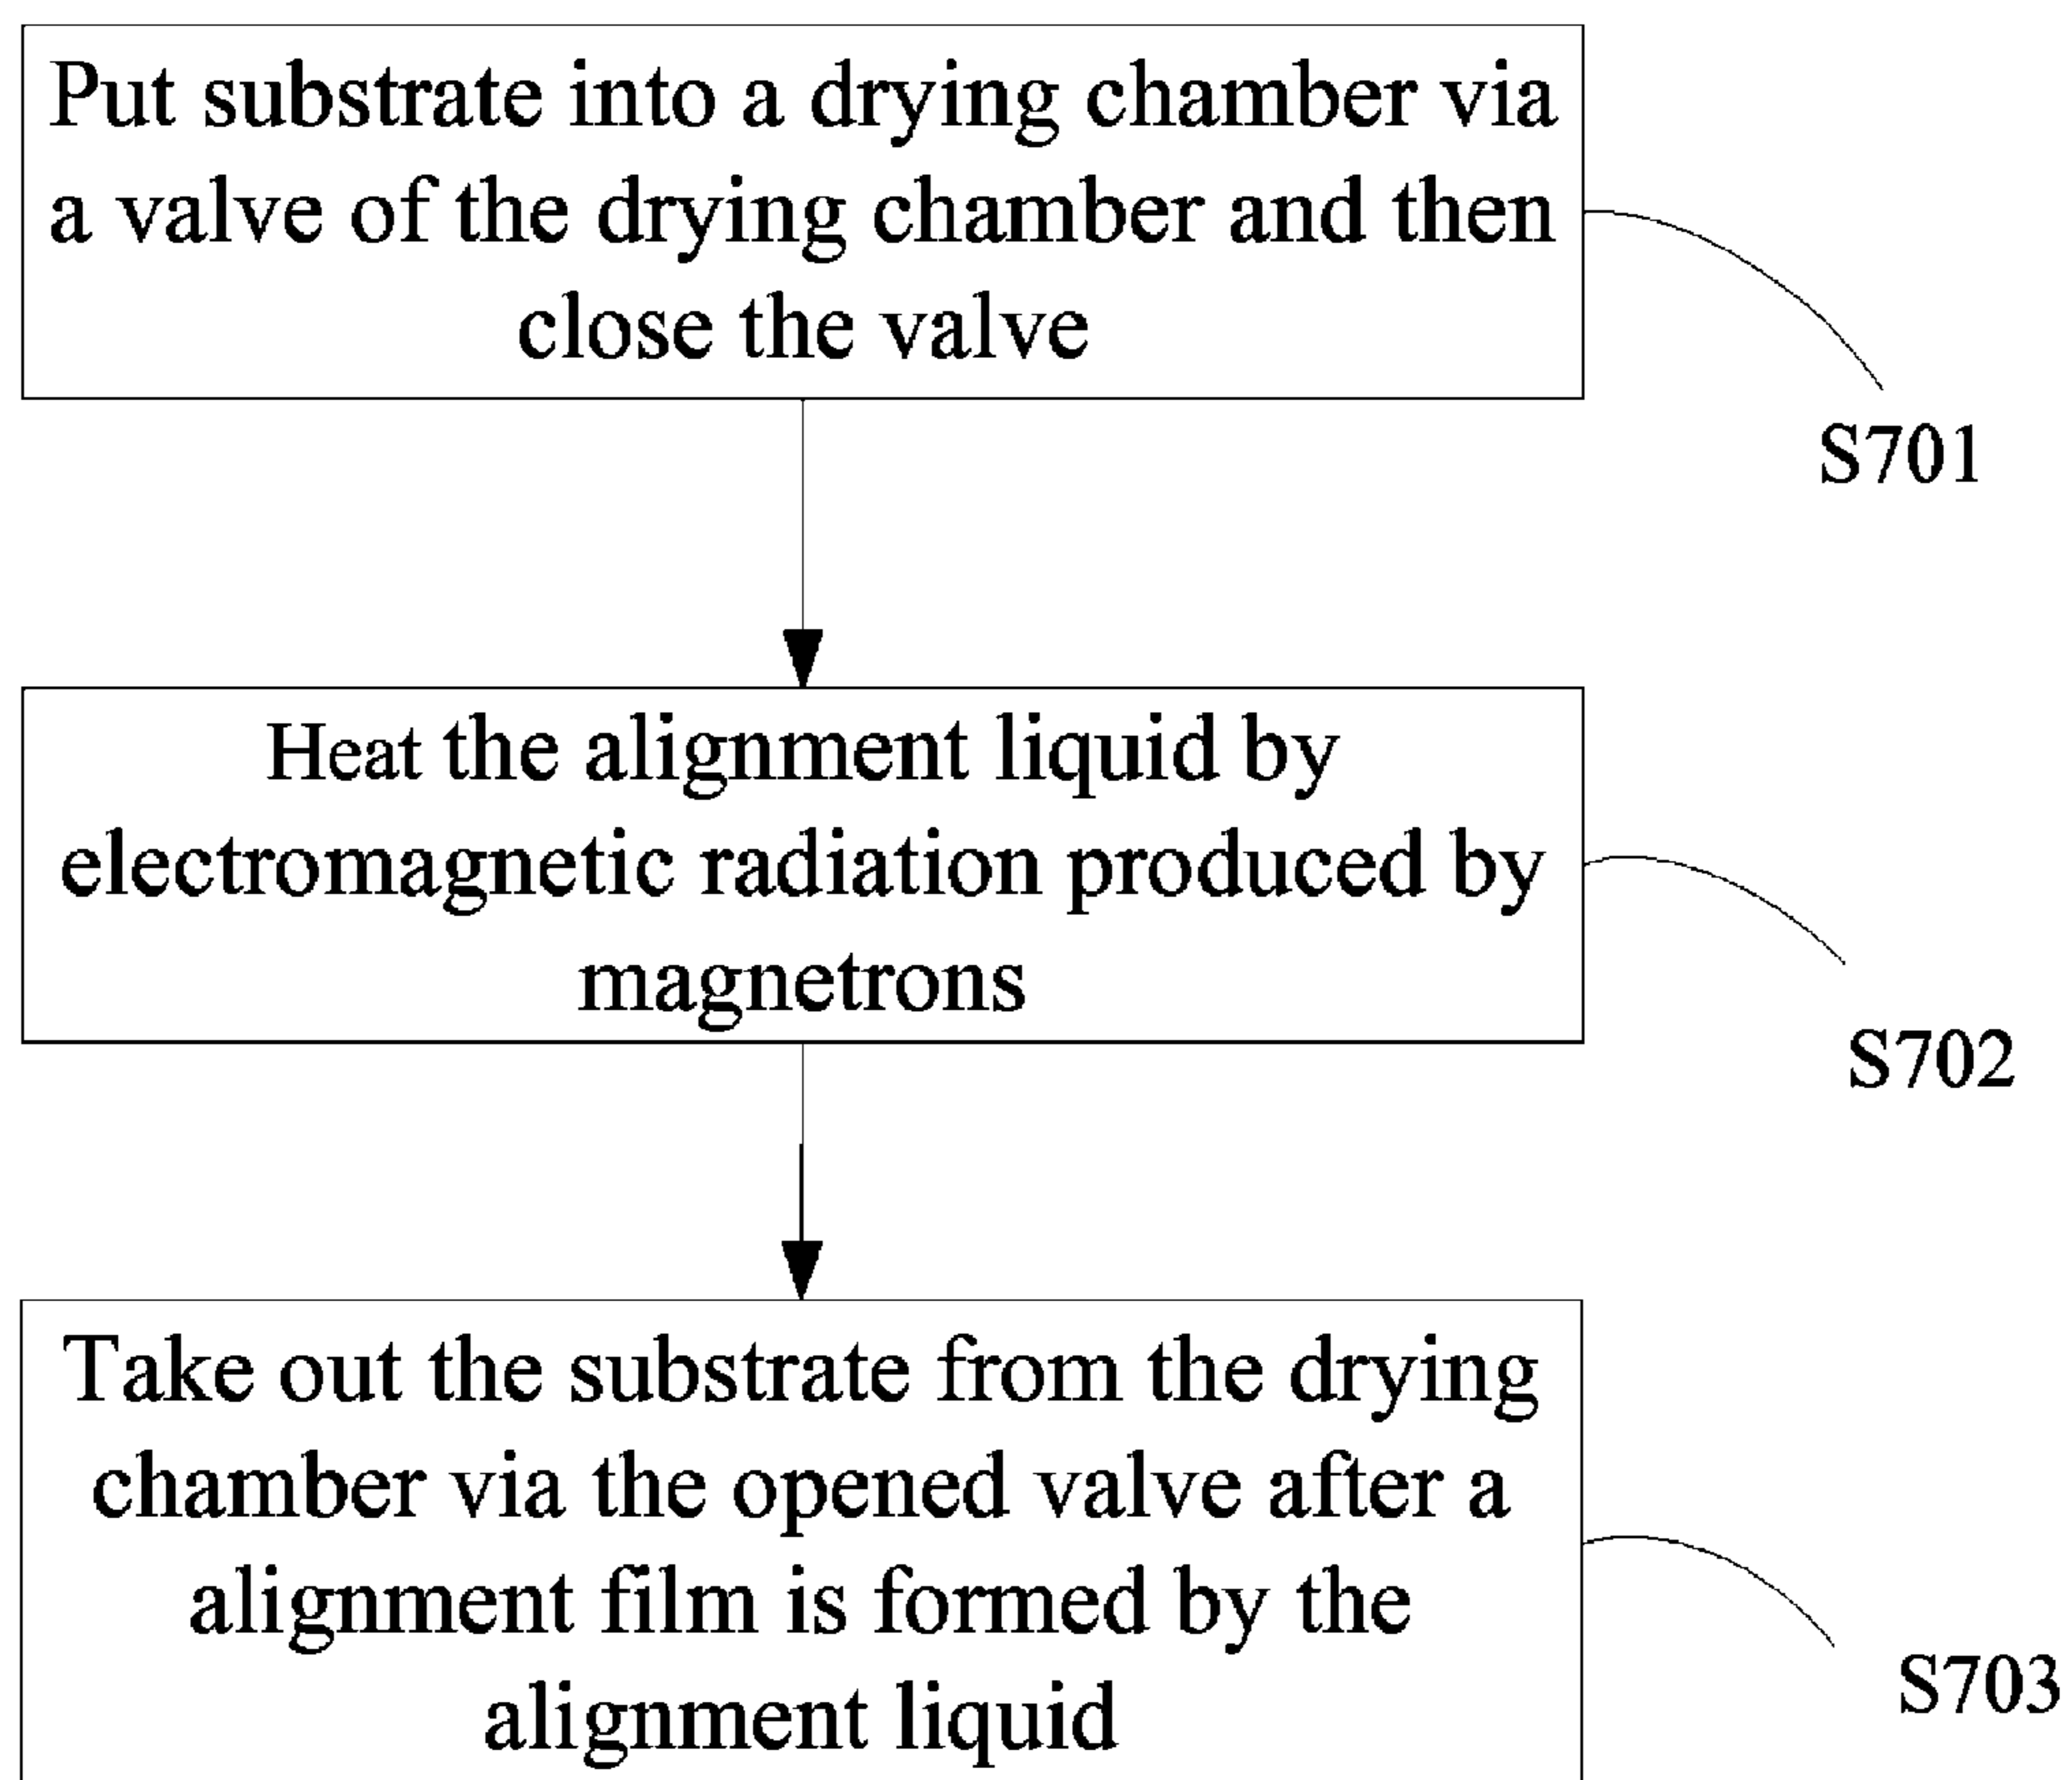 Put substrate into a drying chamber via
a valve of the drying chamber and then
close the valve
S701
Heat the alignment liquid by
electromagnetic radiation produced by
magnetrons
S702
Take out the substrate from the drying
chamber via the opened valve after a
alignment film is formed by the
alignment liquid
S703